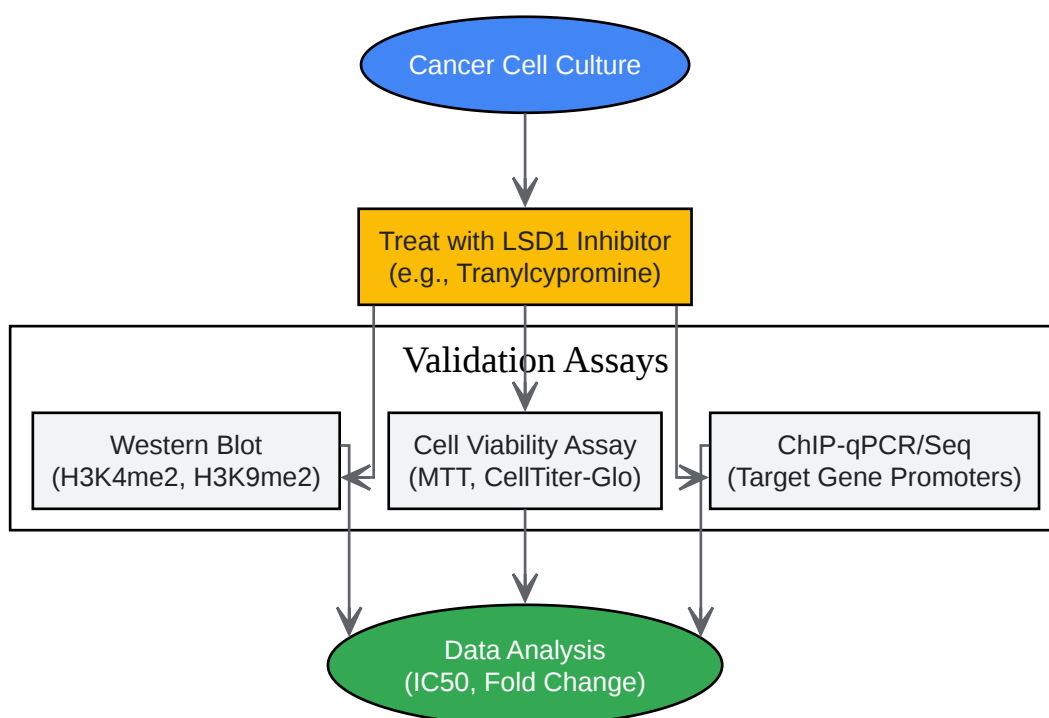 Cancer Cell Culture
Treat with LSD1 Inhibitor
(e.g., Tranylcypromine)
Validation Assays
Western Blot
(H3K4me2, H3K9me2)
Cell Viability Assay
(MTT, CellTiter-Glo)
ChIP-qPCR/Seq
(Target Gene Promoters)
Data Analysis
(IC50, Fold Change)